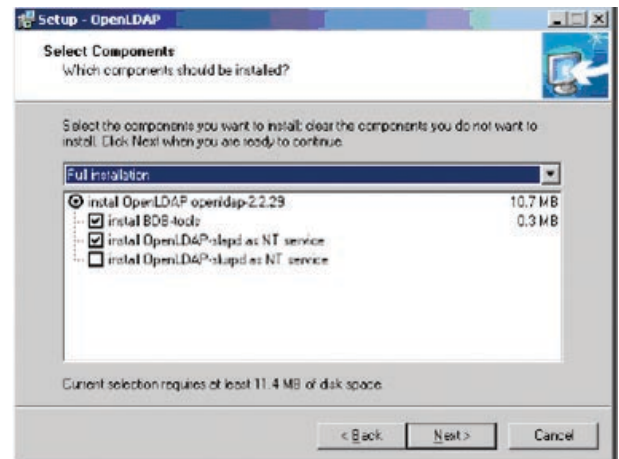 Setup - OpenLDAP
Select Components
Which components should be installed?
Select the components you want to install: clear the components you do not want to
install. Click Next when you are ready to continue.
Full installation
install OpenLDAP openldap-2.2.29 10.7 MB
install BDB-tools 0.3 MB
install OpenLDAP-slapd as NT service
install OpenLDAP-slurpd as NT service
Current selection requires at least 11.4 MB of disk space.
< Back
Next >
Cancel